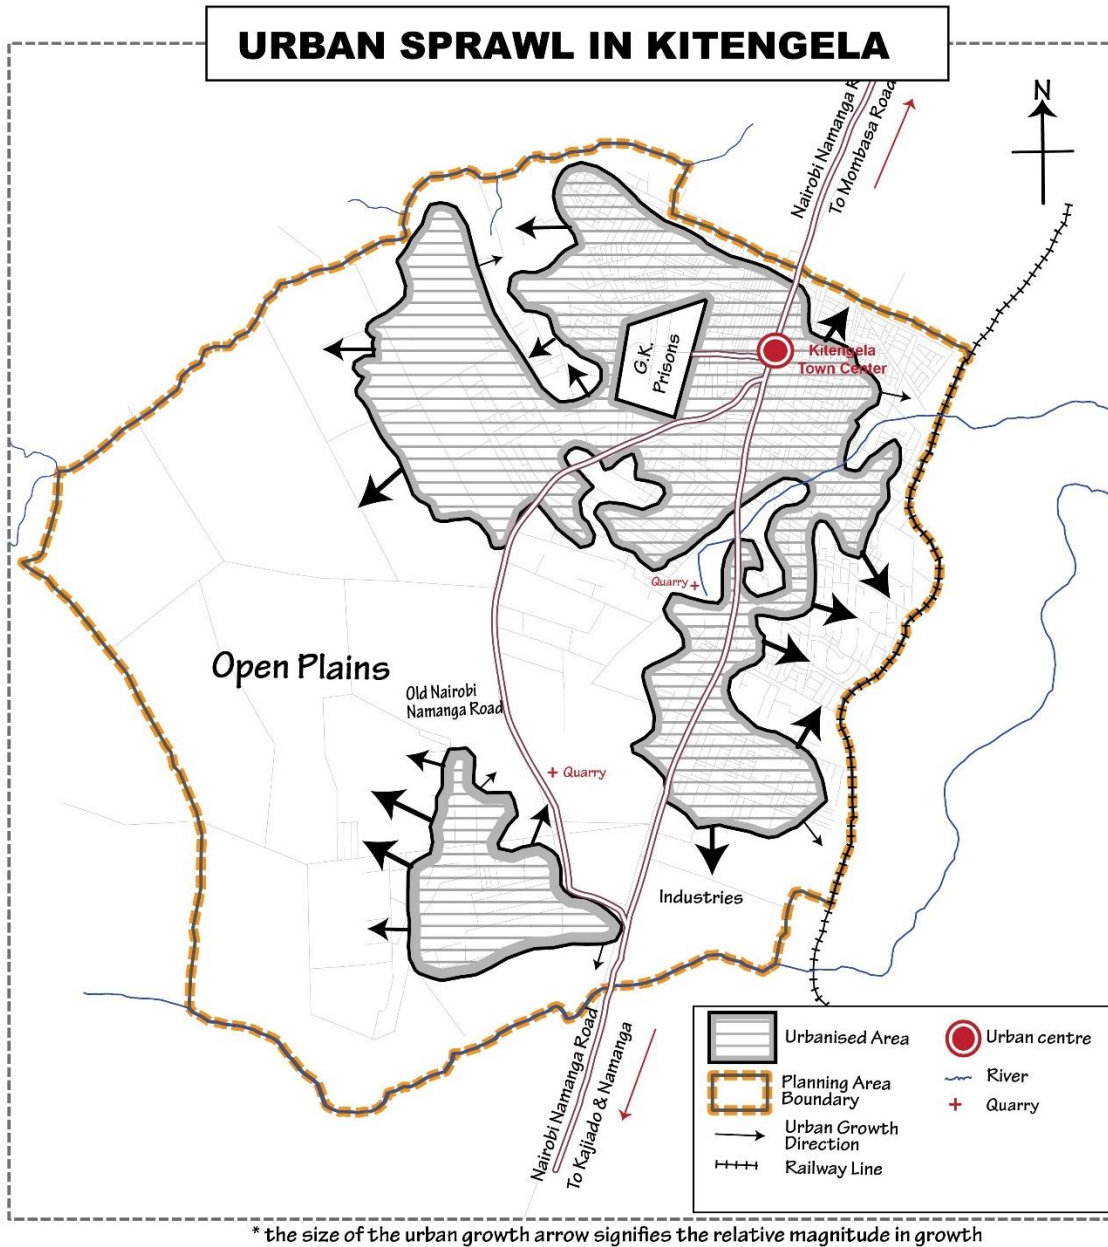 URBAN SPRAWL IN KITENGELA
N
Nairobi Namanga R
To Mombasa Road
G.K.
Prisons
Kitengela
Town Center
Quarry
Open Plains
Old Nairobi
Namanga Road
Quarry
Industries
Nairobi Namanga Road
To Kajiado & Namanga
Urbanised Area
Urban centre
Planning Area
Boundary
River
Quarry
Urban Growth
Direction
Railway Line
* the size of the urban growth arrow signifies the relative magnitude in growth